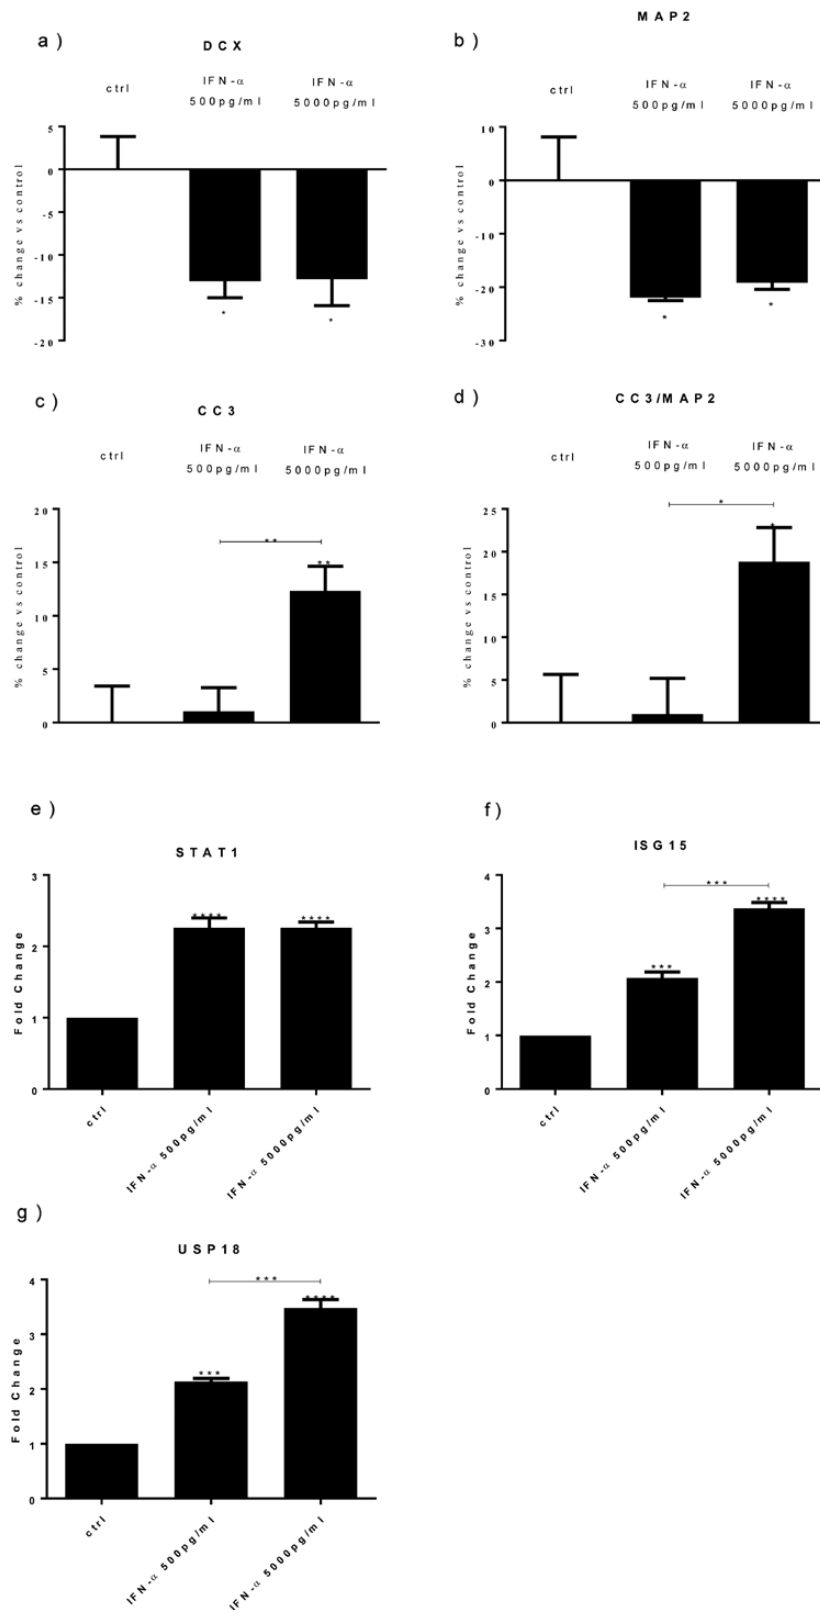 a)
DCX
ctrl
IFN-α
500pg/ml
IFN-α
5000pg/ml
% change vs control
5
0
-5
-10
-15
-20
*
*
b)
MAP2
ctrl
IFN-α
500pg/ml
IFN-α
5000pg/ml
% change vs control
10
0
-10
-20
-30
*
*
c)
CC3
ctrl
IFN-α
500pg/ml
IFN-α
5000pg/ml
% change vs control
20
15
10
5
0
**
**
d)
CC3/MAP2
ctrl
IFN-α
500pg/ml
IFN-α
5000pg/ml
% change vs control
25
20
15
10
5
0
*
*
e)
STAT1
Fold Change
3
2
1
0
****
****
ctrl
IFN-α 500pg/ml
IFN-α 5000pg/ml
f)
ISG15
Fold Change
4
3
2
1
0
***
***
****
ctrl
IFN-α 500pg/ml
IFN-α 5000pg/ml
g)
USP18
Fold Change
4
3
2
1
0
***
***
****
ctrl
IFN-α 500pg/ml
IFN-α 5000pg/ml